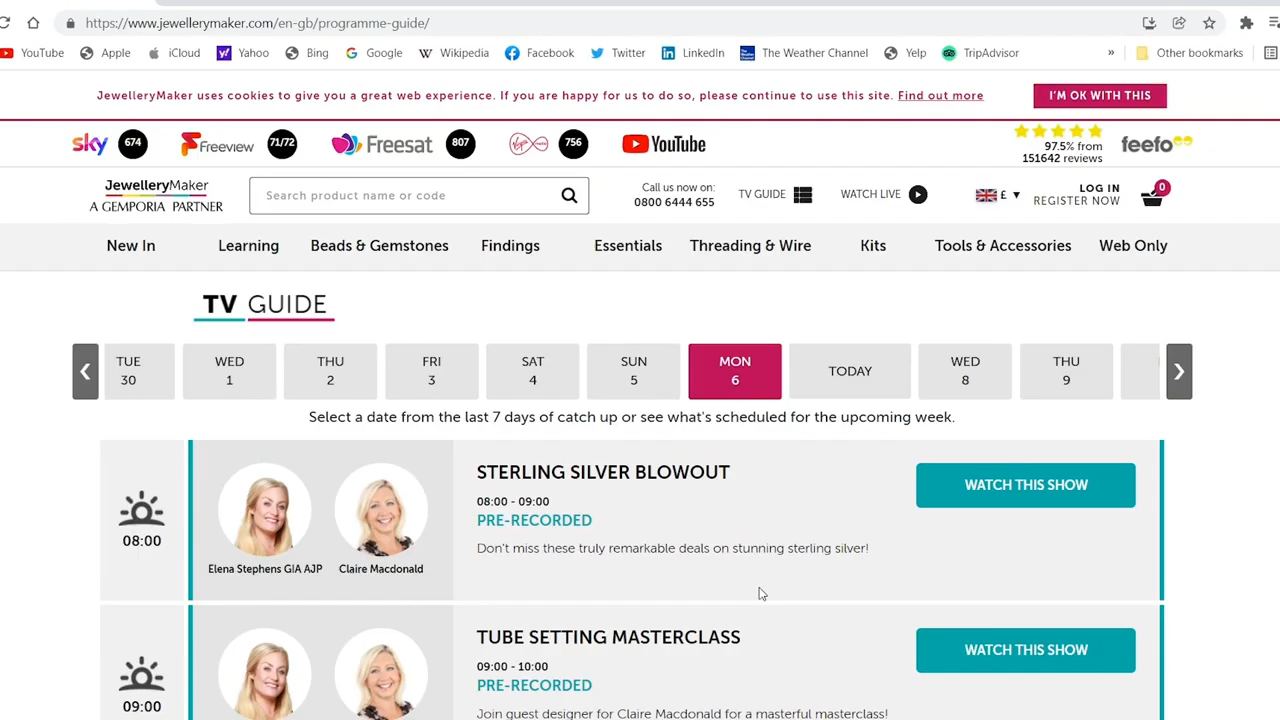 https://www.jewellerymaker.com/en-gb/programme-guide/
YouTube Apple iCloud Yahoo Bing Google Wikipedia Facebook Twitter LinkedIn The Weather Channel Yelp TripAdvisor » Other bookmarks
JewelleryMaker uses cookies to give you a great web experience. If you are happy for us to do so, please continue to use this site. Find out more I'M OK WITH THIS
sky 674 Freeview 71/72 Freesat 807 756 YouTube 97.5% from
151642 reviews
feefo
JewelleryMaker
A GEMPORIA PARTNER
Search product name or code
Call us now on:
0800 6444 655
TV GUIDE
WATCH LIVE
£ ▼
LOG IN
REGISTER NOW
0
New In Learning Beads & Gemstones Findings Essentials Threading & Wire Kits Tools & Accessories Web Only
TV GUIDE
❮ TUE WED THU FRI SAT SUN MON TODAY WED THU ❯
30 1 2 3 4 5 6 8 9
Select a date from the last 7 days of catch up or see what's scheduled for the upcoming week.
08:00
Elena Stephens GIA AJP Claire Macdonald
STERLING SILVER BLOWOUT
08:00 - 09:00
PRE-RECORDED
Don't miss these truly remarkable deals on stunning sterling silver!
WATCH THIS SHOW
09:00
TUBE SETTING MASTERCLASS
09:00 - 10:00
PRE-RECORDED
Join guest designer for Claire Macdonald for a masterful masterclass!
WATCH THIS SHOW